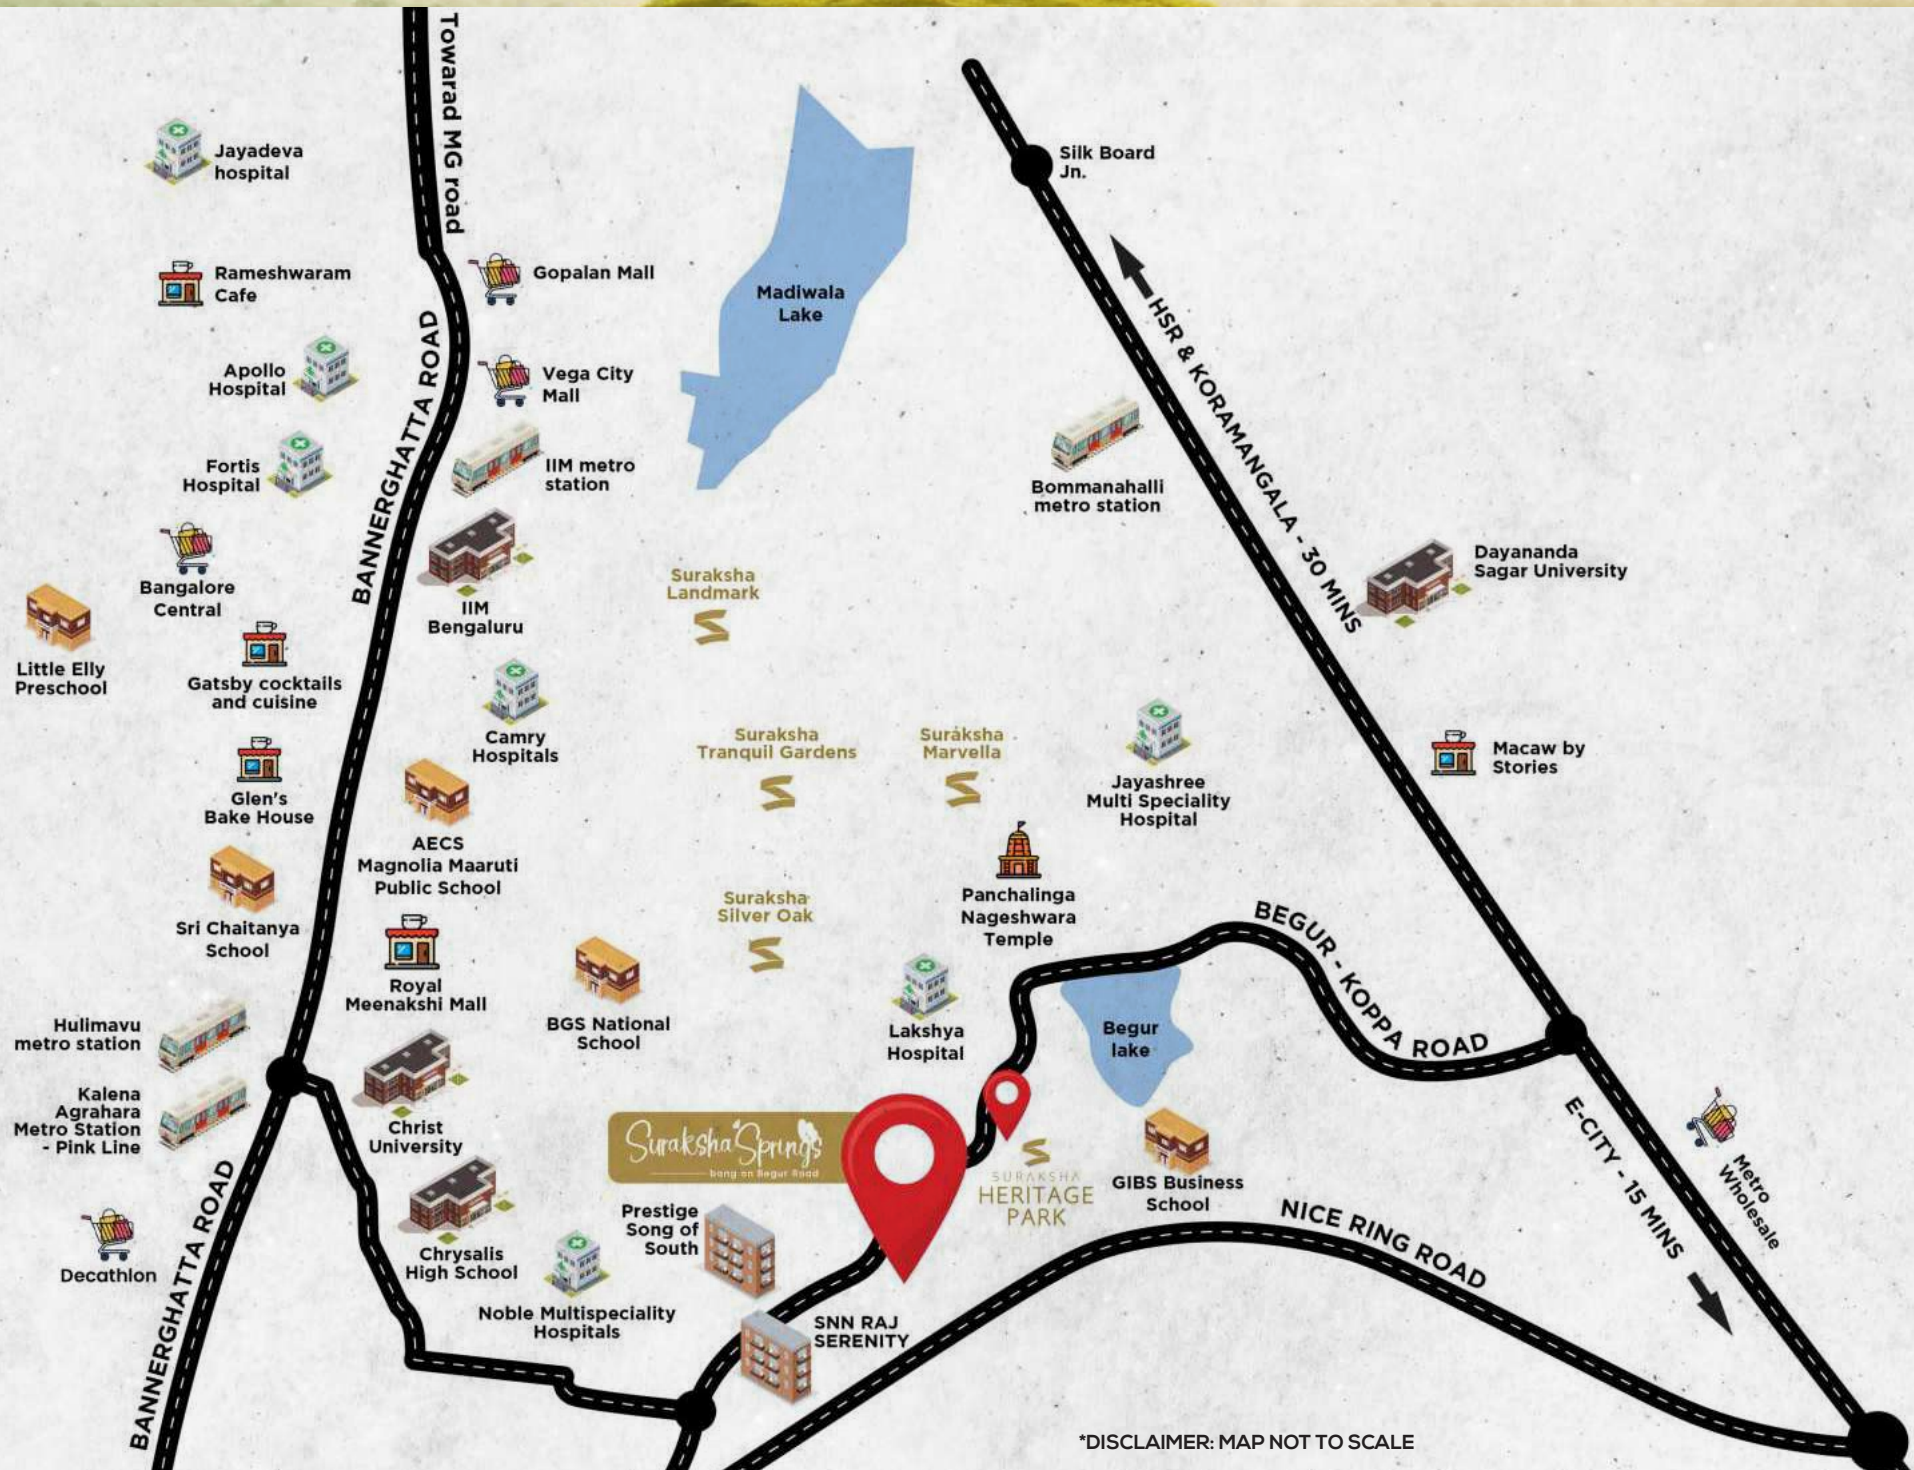 Towarad MG road
Jayadeva
hospital
Silk Board
Jn.
Rameshwaram
Cafe
Gopalan Mall
Madiwala
Lake
HSR & KORAMANGALA - 30 MINS
BANNERGHATTA ROAD
Apollo
Hospital
Vega City
Mall
Fortis
Hospital
IIM metro
station
Bommanahalli
metro station
Bangalore
Central
IIM
Bengaluru
Suraksha
Landmark
Dayananda
Sagar University
Little Elly
Preschool
Gatsby cocktails
and cuisine
Camry
Hospitals
Suraksha
Tranquil Gardens
Suraksha
Marvella
Jayashree
Multi Speciality
Hospital
Macaw by
Stories
Glen's
Bake House
AECS
Magnolia Maaruti
Public School
Sri Chaitanya
School
Suraksha
Silver Oak
Panchalinga
Nageshwara
Temple
BEGUR - KOPPA ROAD
Royal
Meenakshi Mall
BGS National
School
Lakshya
Hospital
Begur
lake
Hulimavu
metro station
Kalena
Agrahara
Metro Station
- Pink Line
Christ
University
Suraksha Springs
bang on Begur Road
SURAKSHA
HERITAGE
PARK
GIBS Business
School
E-CITY - 15 MINS
Metro
Wholesale
NICE RING ROAD
Decathlon
BANNERGHATTA ROAD
Chrysalis
High School
Prestige
Song of
South
Noble Multispeciality
Hospitals
SNN RAJ
SERENITY
*DISCLAIMER: MAP NOT TO SCALE